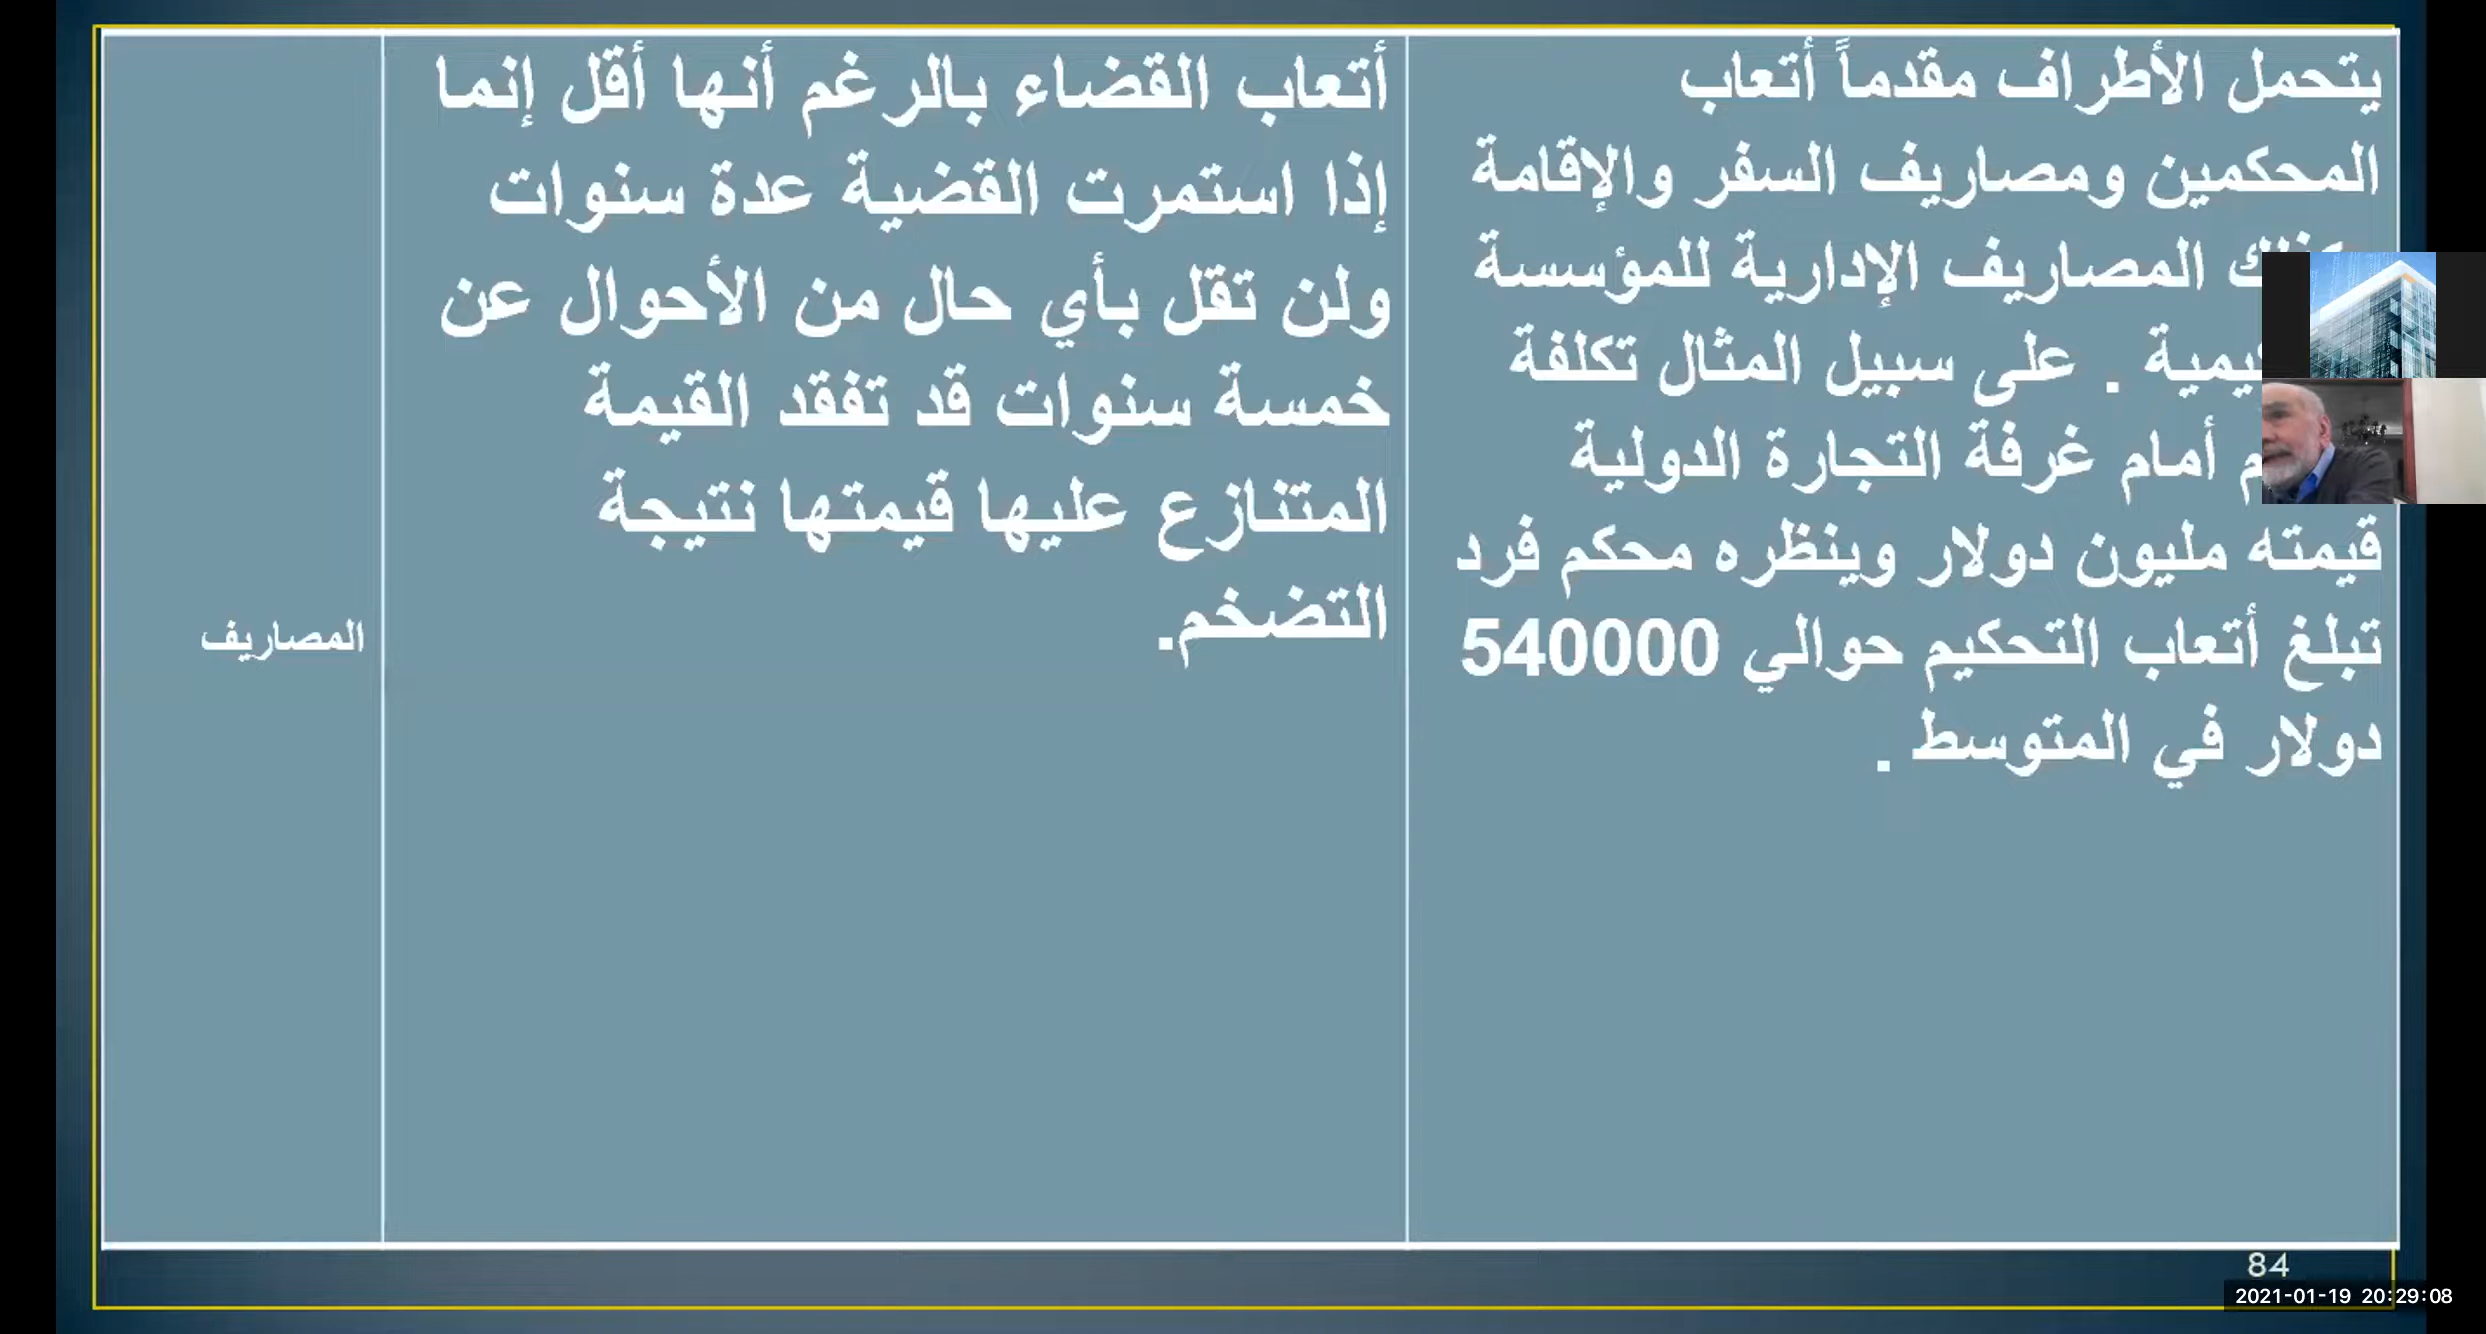 يتحمل الأطراف مقدماً أتعاب
المحكمين ومصاريف السفر والإقامة
المصاريف الإدارية للمؤسسة
. على سبيل المثال تكلفة
أمام غرفة التجارة الدولية
قيمته مليون دولار وينظره محكم فرد
تبلغ أتعاب التحكيم حوالي 540000
دولار في المتوسط .
أتعاب القضاء بالرغم أنها أقل إنما
إذا استمرت القضية عدة سنوات
ولن تقل بأي حال من الأحوال عن
خمسة سنوات قد تفقد القيمة
المتنازع عليها قيمتها نتيجة
التضخم.
المصاريف
84
2021-01-19 20:29:08